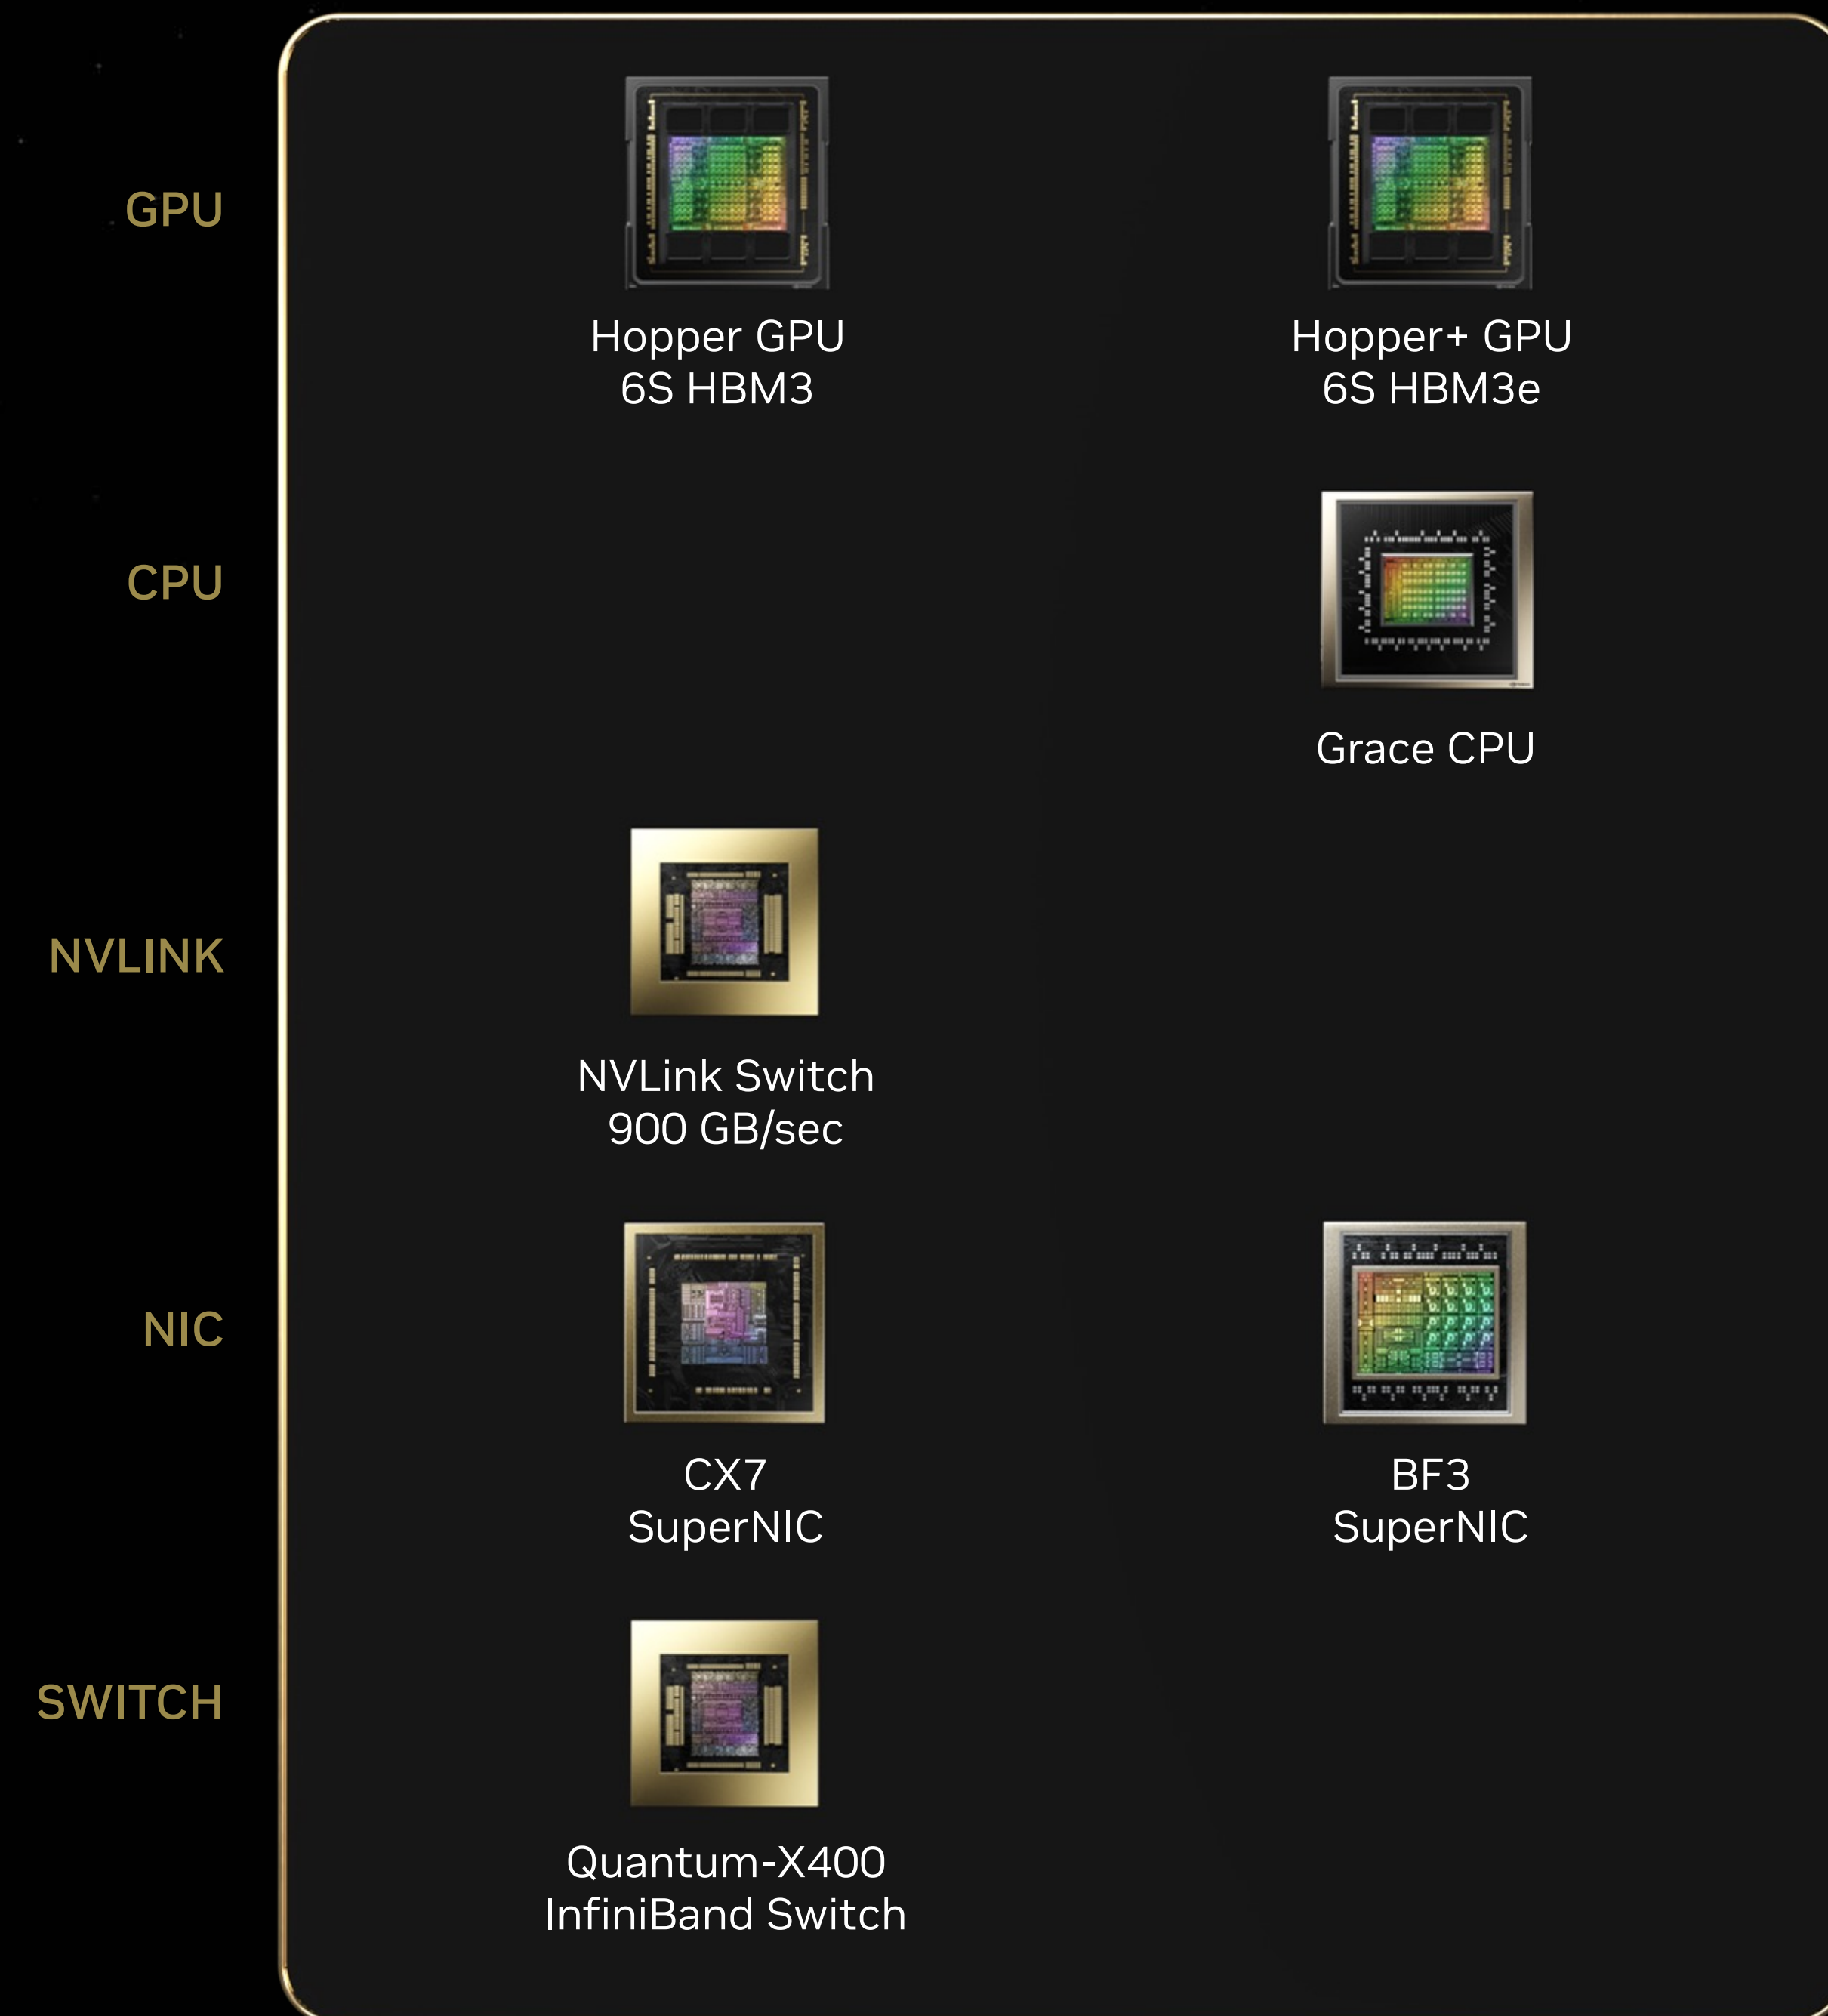 GPU
Hopper GPU
6S HBM3
Hopper+ GPU
6S HBM3e
CPU
Grace CPU
NVLINK
NVLink Switch
900 GB/sec
NIC
CX7
SuperNIC
BF3
SuperNIC
SWITCH
Quantum-X400
InfiniBand Switch